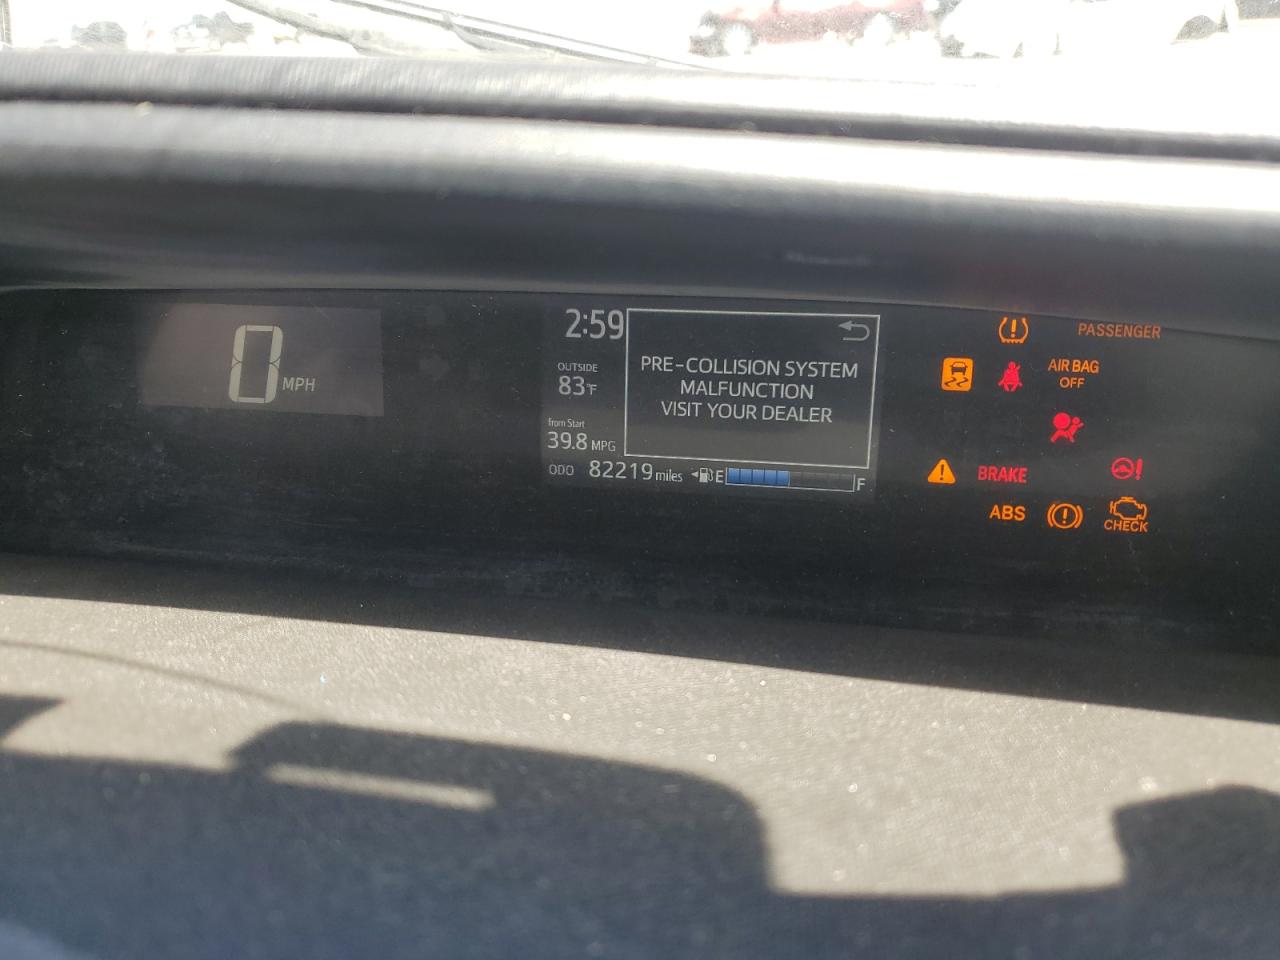 0 MPH
2:59
OUTSIDE
83°F
from Start
39.8 MPG
ODO 82219 miles
E F
PRE-COLLISION SYSTEM
MALFUNCTION
VISIT YOUR DEALER
PASSENGER
AIR BAG
OFF
BRAKE
ABS
CHECK